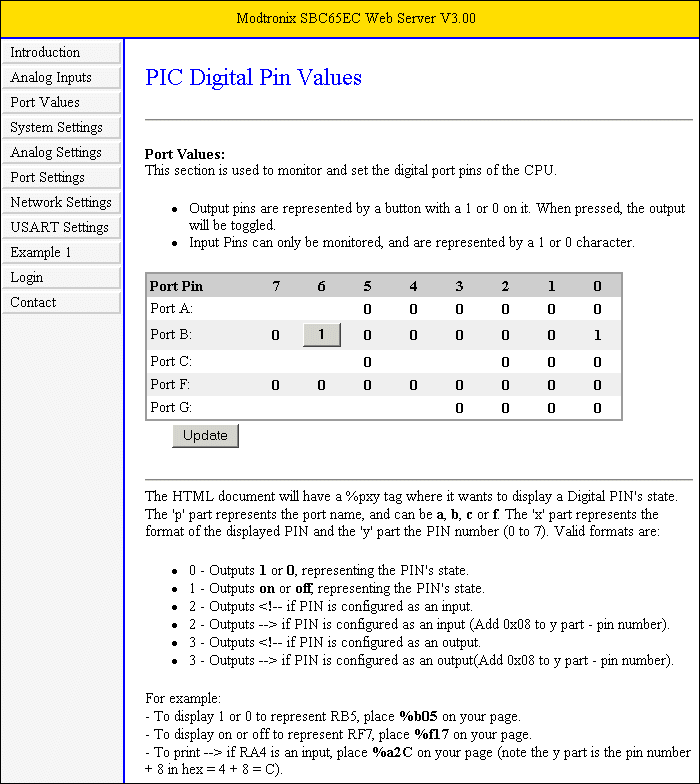 Modtronix SBC65EC Web Server V3.00
Introduction
Analog Inputs
Port Values
System Settings
Analog Settings
Port Settings
Network Settings
USART Settings
Example 1
Login
Contact
PIC Digital Pin Values
Port Values:
This section is used to monitor and set the digital port pins of the CPU.
• Output pins are represented by a button with a 1 or 0 on it. When pressed, the output
will be toggled.
• Input Pins can only be monitored, and are represented by a 1 or 0 character.
Port Pin 7 6 5 4 3 2 1 0
Port A: 0 0 0 0 0 0
Port B: 0 1 0 0 0 0 0 1
Port C: 0 0 0 0
Port F: 0 0 0 0 0 0 0 0
Port G: 0 0 0 0
Update
The HTML document will have a %pxy tag where it wants to display a Digital PIN's state.
The 'p' part represents the port name, and can be a, b, c or f. The 'x' part represents the
format of the displayed PIN and the 'y' part the PIN number (0 to 7). Valid formats are:
• 0 - Outputs 1 or 0, representing the PIN's state.
• 1 - Outputs on or off, representing the PIN's state.
• 2 - Outputs <!-- if PIN is configured as an input.
• 2 - Outputs --> if PIN is configured as an input (Add 0x08 to y part - pin number).
• 3 - Outputs <!-- if PIN is configured as an output.
• 3 - Outputs --> if PIN is configured as an output(Add 0x08 to y part - pin number).
For example:
- To display 1 or 0 to represent RB5, place %b05 on your page.
- To display on or off to represent RF7, place %f17 on your page.
- To print --> if RA4 is an input, place %a2C on your page (note the y part is the pin number
+ 8 in hex = 4 + 8 = C).